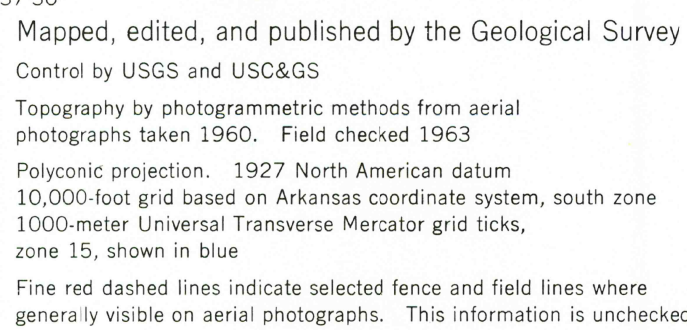 Mapped, edited, and published by the Geological Survey
Control by USGS and USC&GS
Topography by photogrammetric methods from aerial
photographs taken 1960. Field checked 1963
Polyconic projection. 1927 North American datum
10,000-foot grid based on Arkansas coordinate system, south zone
1000-meter Universal Transverse Mercator grid ticks,
zone 15, shown in blue
Fine red dashed lines indicate selected fence and field lines where
generally visible on aerial photographs. This information is unchecked